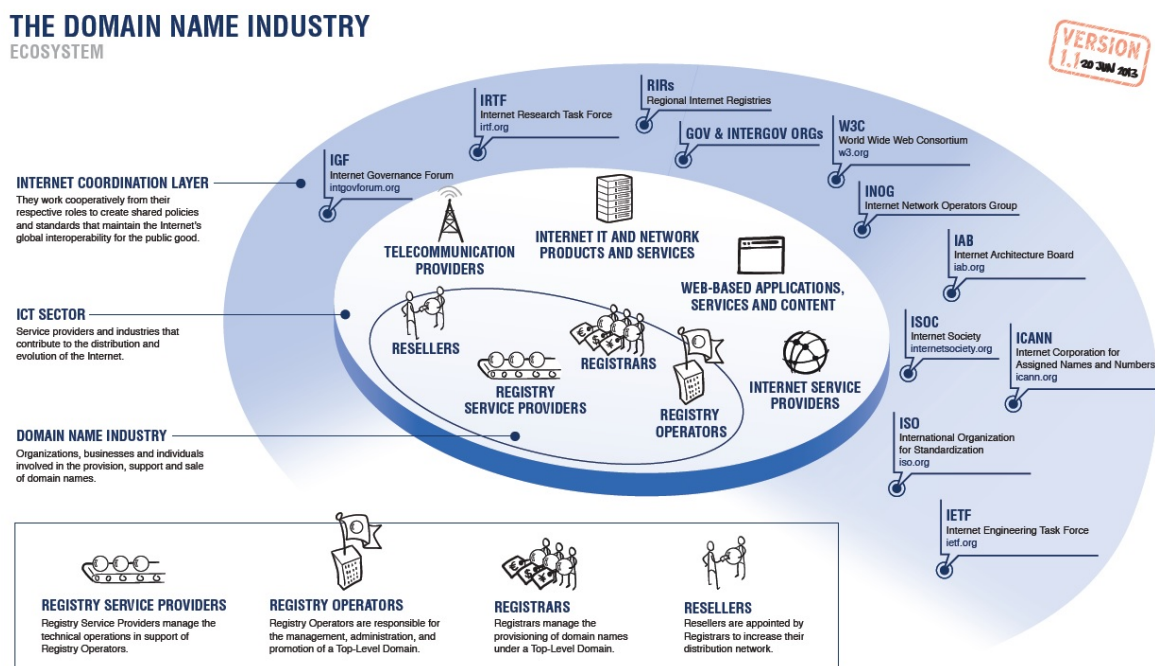 THE DOMAIN NAME INDUSTRY
ECOSYSTEM
VERSION
1.1 20 JUN 2013
RIRs
Regional Internet Registries
IRTF
Internet Research Task Force
irtf.org
GOV & INTERGOV ORGs
W3C
World Wide Web Consortium
w3.org
IGF
Internet Governance Forum
intgovforum.org
INOG
Internet Network Operators Group
IAB
Internet Architecture Board
iab.org
ISOC
Internet Society
internetsociety.org
ICANN
Internet Corporation for
Assigned Names and Numbers
icann.org
ISO
International Organization
for Standardization
iso.org
IETF
Internet Engineering Task Force
ietf.org
INTERNET COORDINATION LAYER
They work cooperatively from their
respective roles to create shared policies
and standards that maintain the Internet's
global interoperability for the public good.
ICT SECTOR
Service providers and industries that
contribute to the distribution and
evolution of the Internet.
DOMAIN NAME INDUSTRY
Organizations, businesses and individuals
involved in the provision, support and sale
of domain names.
TELECOMMUNICATION
PROVIDERS
INTERNET IT AND NETWORK
PRODUCTS AND SERVICES
WEB-BASED APPLICATIONS,
SERVICES AND CONTENT
INTERNET SERVICE
PROVIDERS
RESELLERS
€ $ ¥
REGISTRARS
REGISTRY
SERVICE PROVIDERS
REGISTRY
OPERATORS
REGISTRY SERVICE PROVIDERS
Registry Service Providers manage the
technical operations in support of
Registry Operators.
REGISTRY OPERATORS
Registry Operators are responsible for
the management, administration, and
promotion of a Top-Level Domain.
€ $ ¥
REGISTRARS
Registrars manage the
provisioning of domain names
under a Top-Level Domain.
RESELLERS
Resellers are appointed by
Registrars to increase their
distribution network.